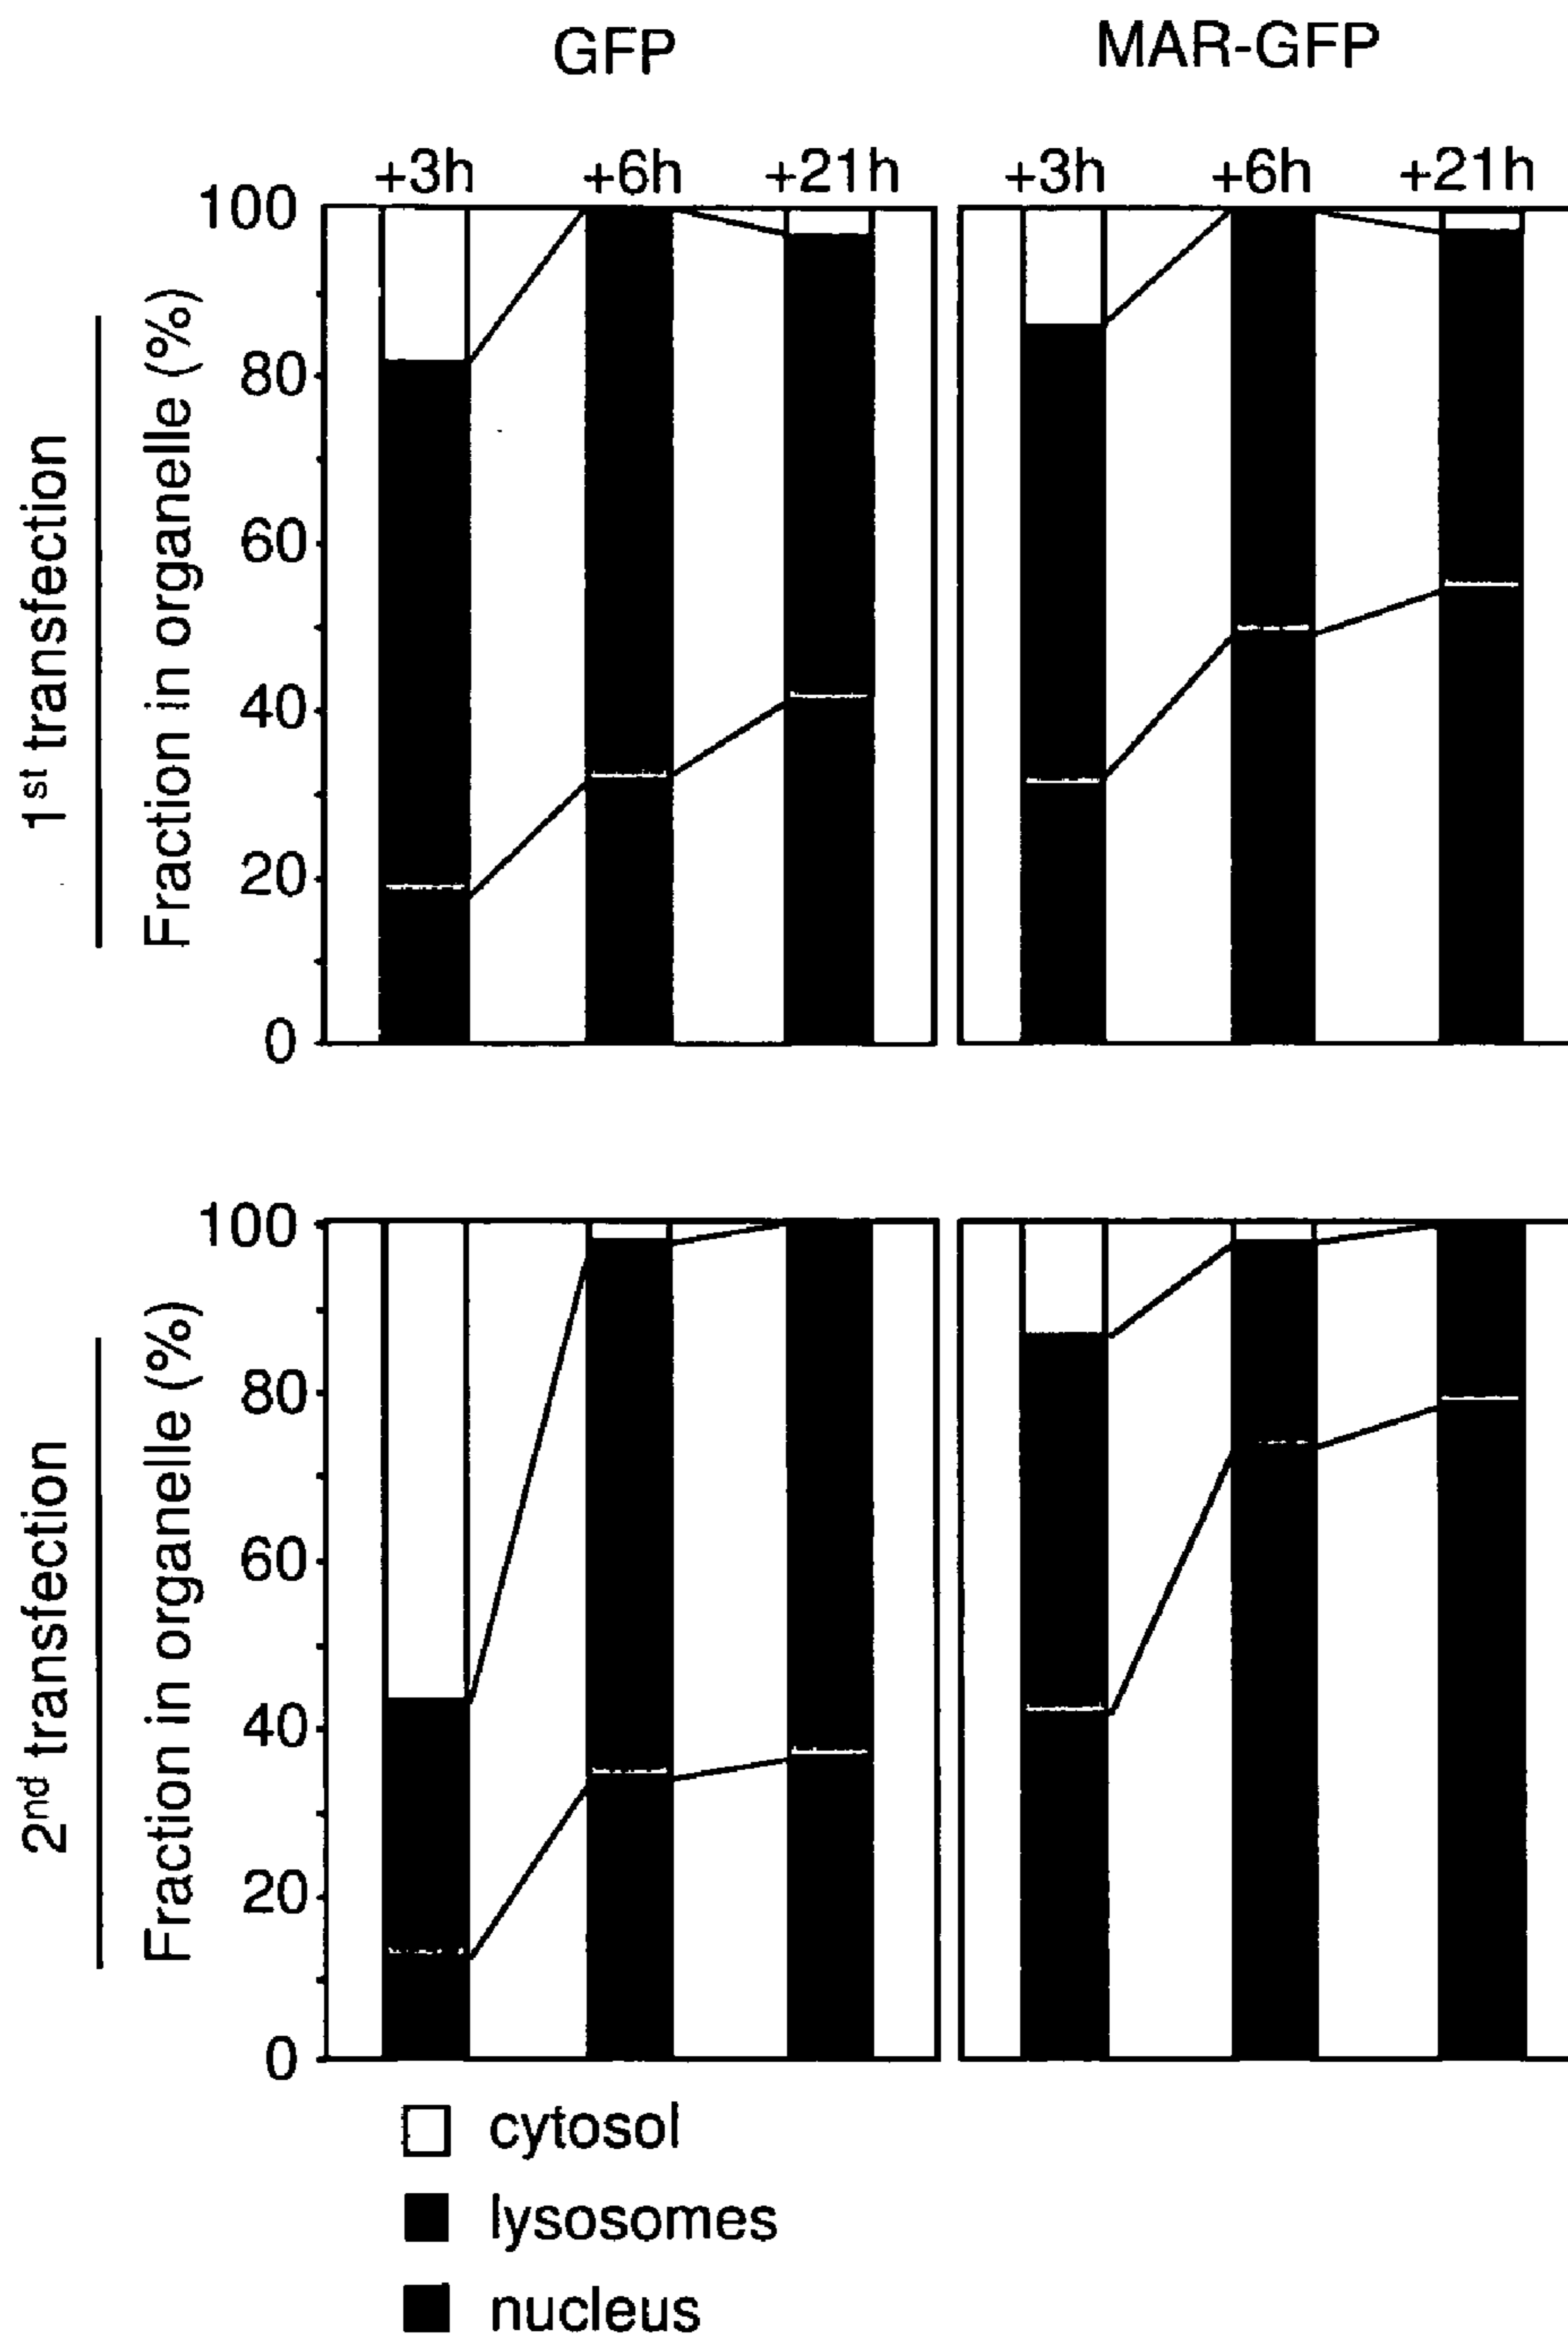 GFP
MAR-GFP
+3h +6h +21h
+3h +6h +21h
1st transfection
Fraction in organelle (%)
100
80
60
40
20
0
2nd transfection
Fraction in organelle (%)
100
80
60
40
20
0
cytosol
lysosomes
nucleus